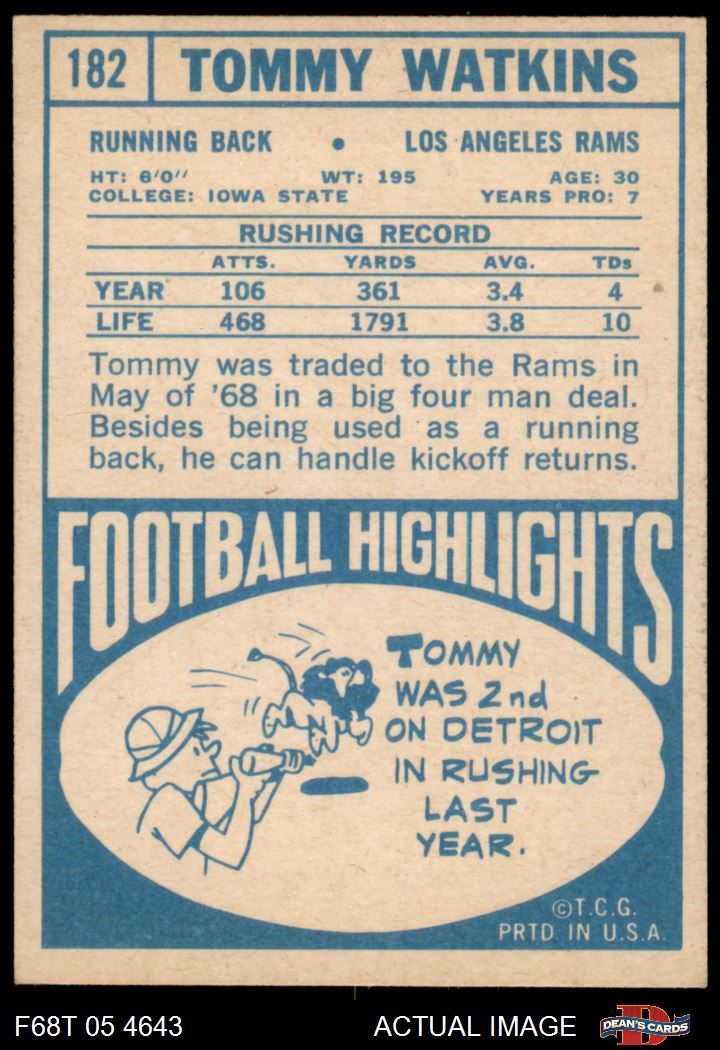 182 TOMMY WATKINS
RUNNING BACK • LOS ANGELES RAMS
HT: 6'0" WT: 195 AGE: 30
COLLEGE: IOWA STATE YEARS PRO: 7
RUSHING RECORD
ATTS. YARDS AVG. TDs
YEAR 106 361 3.4 4
LIFE 468 1791 3.8 10
Tommy was traded to the Rams in
May of '68 in a big four man deal.
Besides being used as a running
back, he can handle kickoff returns.
FOOTBALL HIGHLIGHTS
TOMMY
WAS 2nd
ON DETROIT
IN RUSHING
LAST
YEAR.
©T.C.G.
PRTD. IN U.S.A.
F68T 05 4643 ACTUAL IMAGE D DEAN'S CARDS